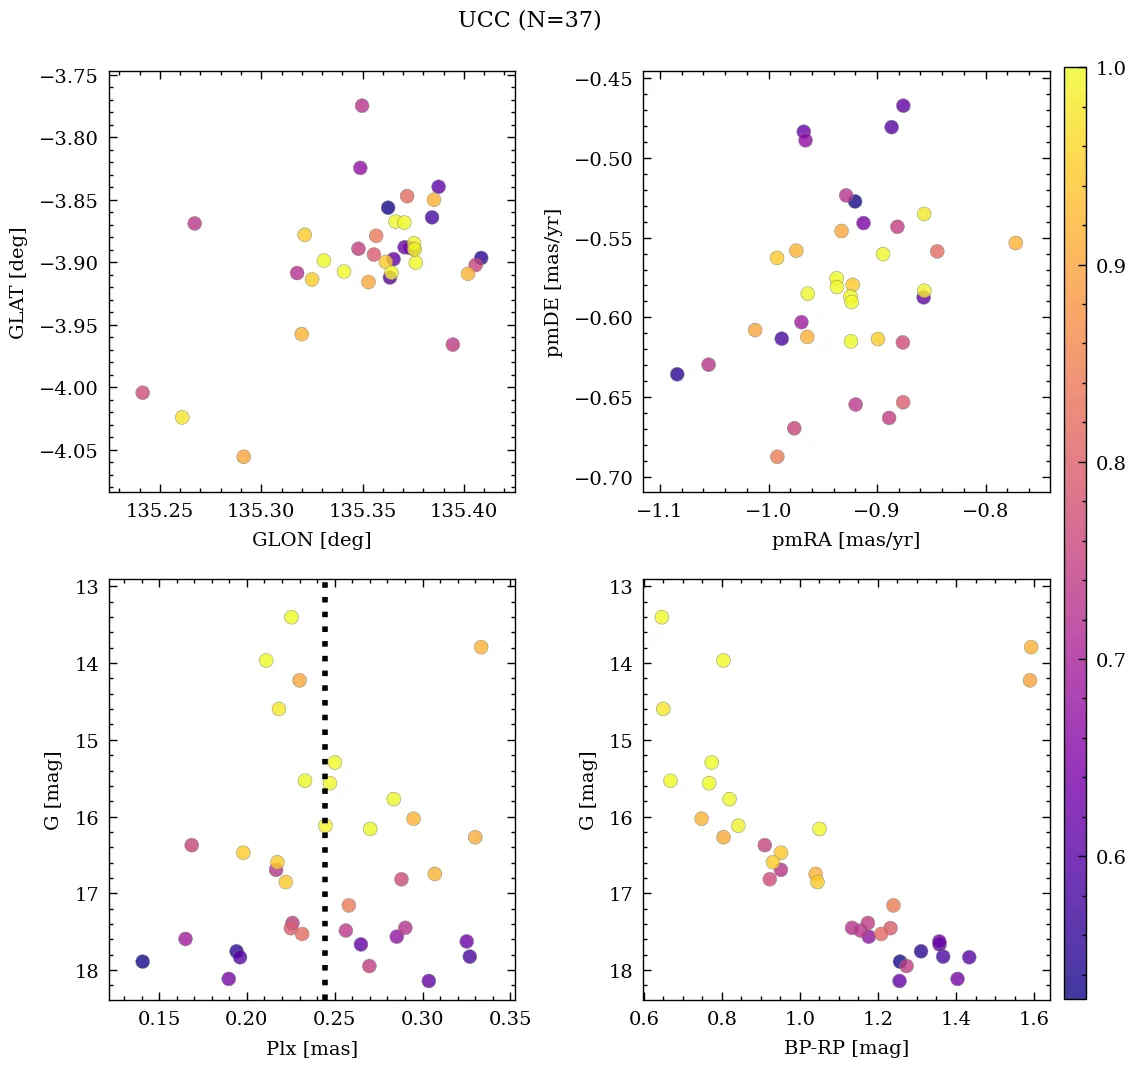 UCC (N=37)
−3.75
−3.80
−3.85
−3.90
−3.95
−4.00
−4.05
GLAT [deg]
135.25 135.30 135.35 135.40
GLON [deg]
−0.45
−0.50
−0.55
−0.60
−0.65
−0.70
pmDE [mas/yr]
−1.1 −1.0 −0.9 −0.8
pmRA [mas/yr]
1.0
0.9
0.8
0.7
0.6
13
14
15
16
17
18
G [mag]
0.15 0.20 0.25 0.30 0.35
Plx [mas]
13
14
15
16
17
18
G [mag]
0.6 0.8 1.0 1.2 1.4 1.6
BP-RP [mag]